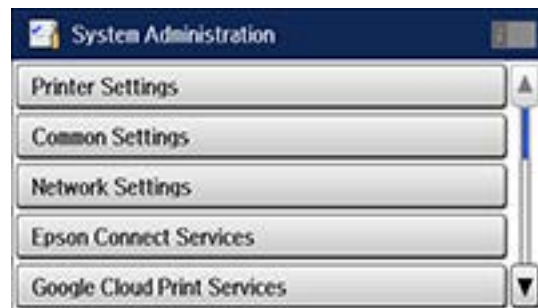 System Administration
Printer Settings
Common Settings
Network Settings
Epson Connect Services
Google Cloud Print Services